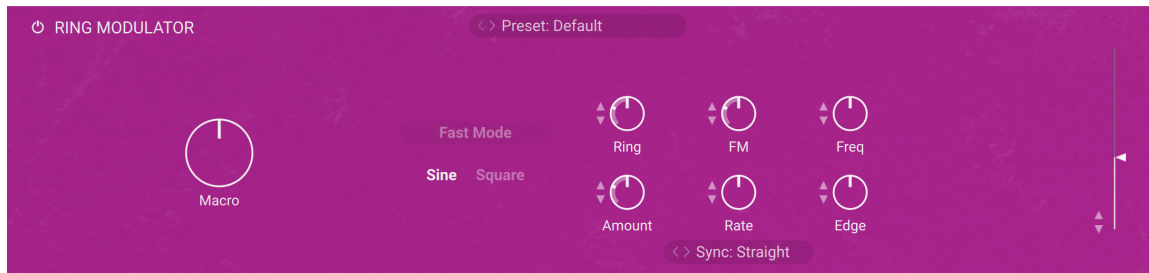 RING MODULATOR
Preset: Default
Fast Mode
Sine Square
Ring FM Freq
Macro
Amount Rate Edge
Sync: Straight